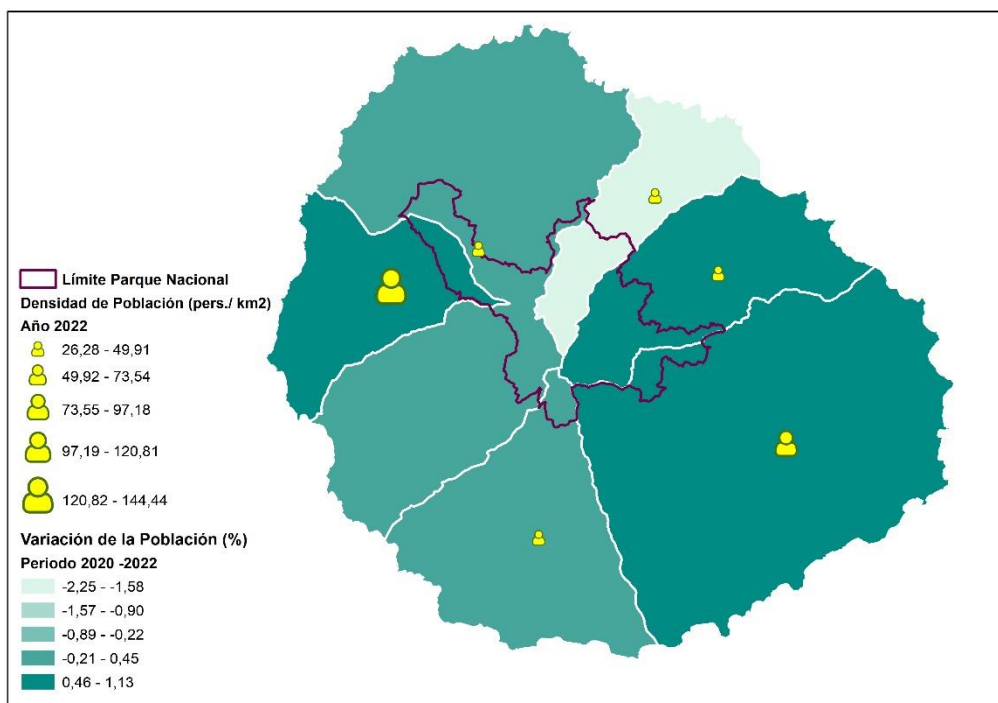 Límite Parque Nacional
Densidad de Población (pers./ km2)
Año 2022
26,28 - 49,91
49,92 - 73,54
73,55 - 97,18
97,19 - 120,81
120,82 - 144,44
Variación de la Población (%)
Periodo 2020 -2022
-2,25 - -1,58
-1,57 - -0,90
-0,89 - -0,22
-0,21 - 0,45
0,46 - 1,13